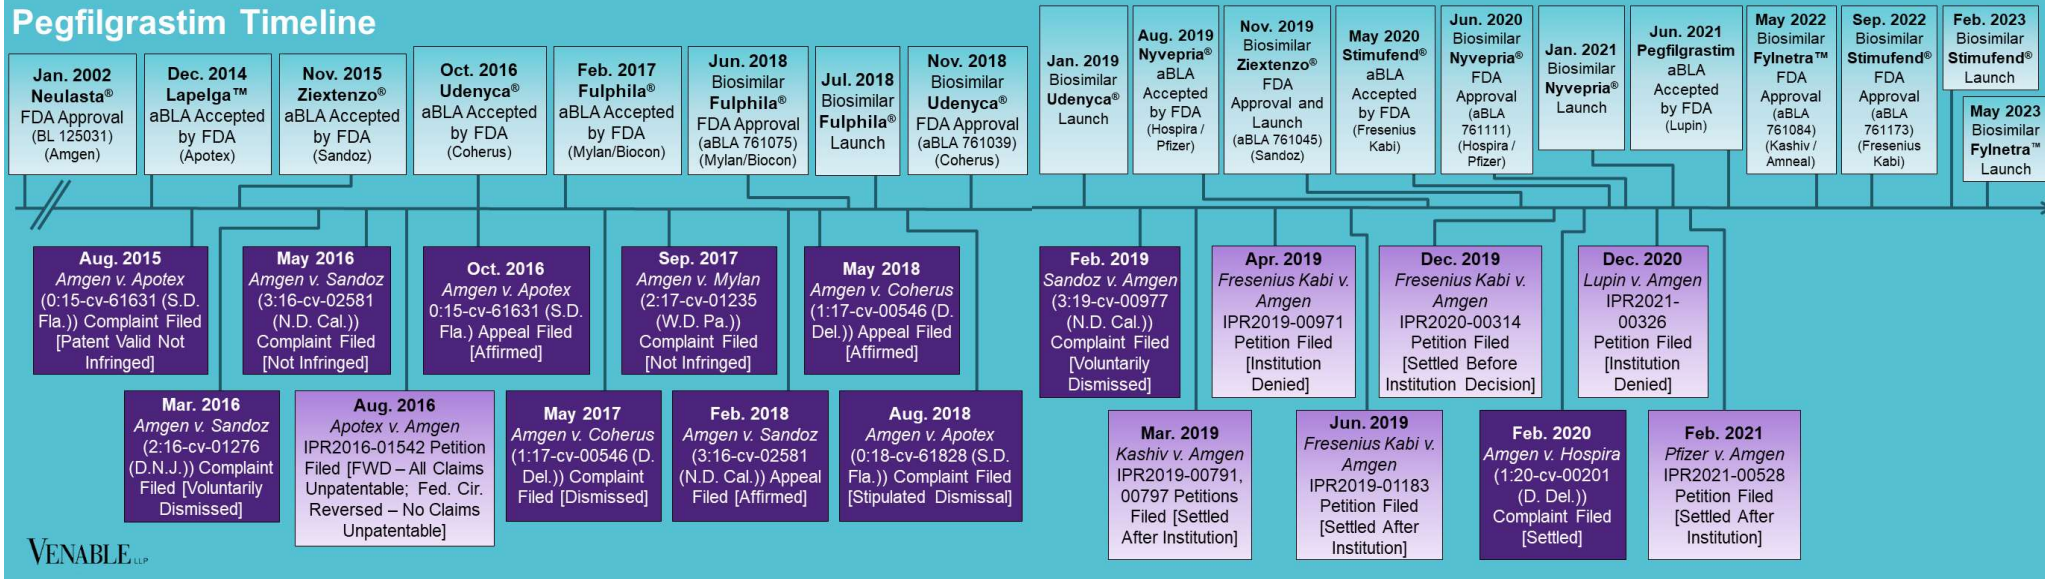 Pegfilgrastim Timeline
Jan. 2002
Neulasta®
FDA Approval
(BL 125031)
(Amgen)
Dec. 2014
Lapelga™
aBLA Accepted
by FDA
(Apotex)
Nov. 2015
Ziextenzo®
aBLA Accepted
by FDA
(Sandoz)
Oct. 2016
Udenyca®
aBLA Accepted
by FDA
(Coherus)
Feb. 2017
Fulphila®
aBLA Accepted
by FDA
(Mylan/Biocon)
Jun. 2018
Biosimilar
Fulphila®
FDA Approval
(aBLA 761075)
(Mylan/Biocon)
Jul. 2018
Biosimilar
Fulphila®
Launch
Nov. 2018
Biosimilar
Udenyca®
FDA Approval
(aBLA 761039)
(Coherus)
Jan. 2019
Biosimilar
Udenyca®
Launch
Aug. 2019
Nyvepria®
aBLA
Accepted
by FDA
(Hospira /
Pfizer)
Nov. 2019
Biosimilar
Ziextenzo®
FDA
Approval and
Launch
(aBLA 761045)
(Sandoz)
May 2020
Stimufend®
aBLA
Accepted
by FDA
(Fresenius
Kabi)
Jun. 2020
Biosimilar
Nyvepria®
FDA
Approval
(aBLA
761111)
(Hospira /
Pfizer)
Jan. 2021
Biosimilar
Nyvepria®
Launch
Jun. 2021
Pegfilgrastim
aBLA
Accepted
by FDA
(Lupin)
May 2022
Biosimilar
Fylnetra™
FDA
Approval
(aBLA
761084)
(Kashiv /
Amneal)
Sep. 2022
Biosimilar
Stimufend®
FDA
Approval
(aBLA
761173)
(Fresenius
Kabi)
Feb. 2023
Biosimilar
Stimufend®
Launch
May 2023
Biosimilar
Fylnetra™
Launch
Aug. 2015
Amgen v. Apotex
(0:15-cv-61631 (S.D.
Fla.)) Complaint Filed
[Patent Valid Not
Infringed]
Mar. 2016
Amgen v. Sandoz
(2:16-cv-01276
(D.N.J.)) Complaint
Filed [Voluntarily
Dismissed]
May 2016
Amgen v. Sandoz
(3:16-cv-02581
(N.D. Cal.))
Complaint Filed
[Not Infringed]
Aug. 2016
Apotex v. Amgen
IPR2016-01542 Petition
Filed [FWD – All Claims
Unpatentable; Fed. Cir.
Reversed – No Claims
Unpatentable]
Oct. 2016
Amgen v. Apotex
0:15-cv-61631 (S.D.
Fla.) Appeal Filed
[Affirmed]
May 2017
Amgen v. Coherus
(1:17-cv-00546 (D.
Del.)) Complaint
Filed [Dismissed]
Sep. 2017
Amgen v. Mylan
(2:17-cv-01235
(W.D. Pa.))
Complaint Filed
[Not Infringed]
Feb. 2018
Amgen v. Sandoz
(3:16-cv-02581
(N.D. Cal.)) Appeal
Filed [Affirmed]
May 2018
Amgen v. Coherus
(1:17-cv-00546 (D.
Del.)) Appeal Filed
[Affirmed]
Aug. 2018
Amgen v. Apotex
(0:18-cv-61828 (S.D.
Fla.)) Complaint Filed
[Stipulated Dismissal]
Feb. 2019
Sandoz v. Amgen
(3:19-cv-00977
(N.D. Cal.))
Complaint Filed
[Voluntarily
Dismissed]
Mar. 2019
Kashiv v. Amgen
IPR2019-00791,
00797 Petitions
Filed [Settled
After Institution]
Apr. 2019
Fresenius Kabi v.
Amgen
IPR2019-00971
Petition Filed
[Institution
Denied]
Jun. 2019
Fresenius Kabi v.
Amgen
IPR2019-01183
Petition Filed
[Settled After
Institution]
Dec. 2019
Fresenius Kabi v.
Amgen
IPR2020-00314
Petition Filed
[Settled Before
Institution Decision]
Feb. 2020
Amgen v. Hospira
(1:20-cv-00201
(D. Del.))
Complaint Filed
[Settled]
Dec. 2020
Lupin v. Amgen
IPR2021-
00326
Petition Filed
[Institution
Denied]
Feb. 2021
Pfizer v. Amgen
IPR2021-00528
Petition Filed
[Settled After
Institution]
VENABLE LLP